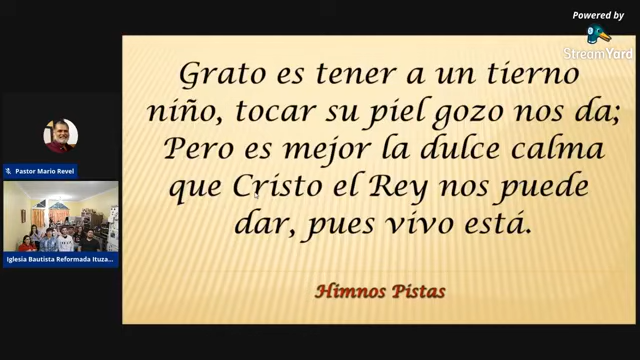 Powered by
StreamYard
Grato es tener a un tierno
niño, tocar su piel gozo nos da;
Pero es mejor la dulce calma
que Cristo el Rey nos puede
dar, pues vivo está.
Himnos Pistas
Pastor Mario Revel
Iglesia Bautista Reformada Ituza...